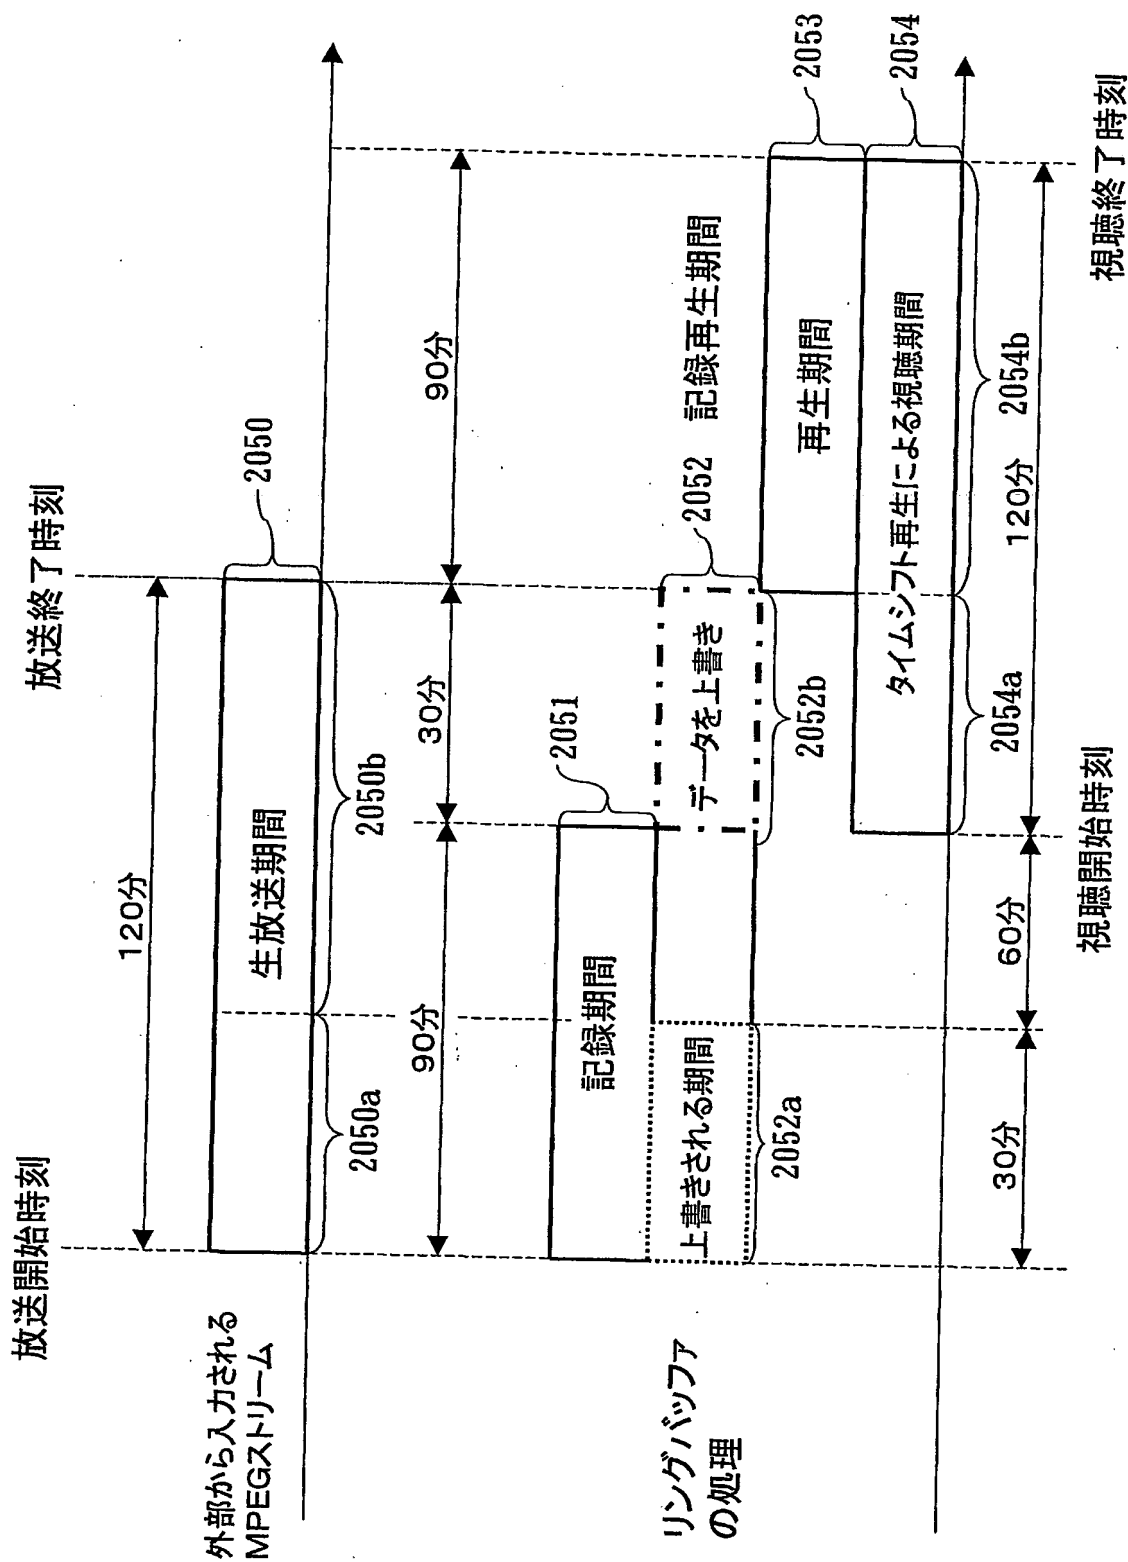 放送開始時刻
放送終了時刻
外部から入力される
MPEGストリーム
120分
生放送期間
2050
2050a
2050b
90分
30分
90分
リングバッファ
の処理
記録期間
2051
上書きされる期間
データを上書き
2052
記録再生期間
2052a
2052b
再生期間
2053
タイムシフト再生による視聴期間
2054
2054a
2054b
30分
60分
120分
視聴開始時刻
視聴終了時刻